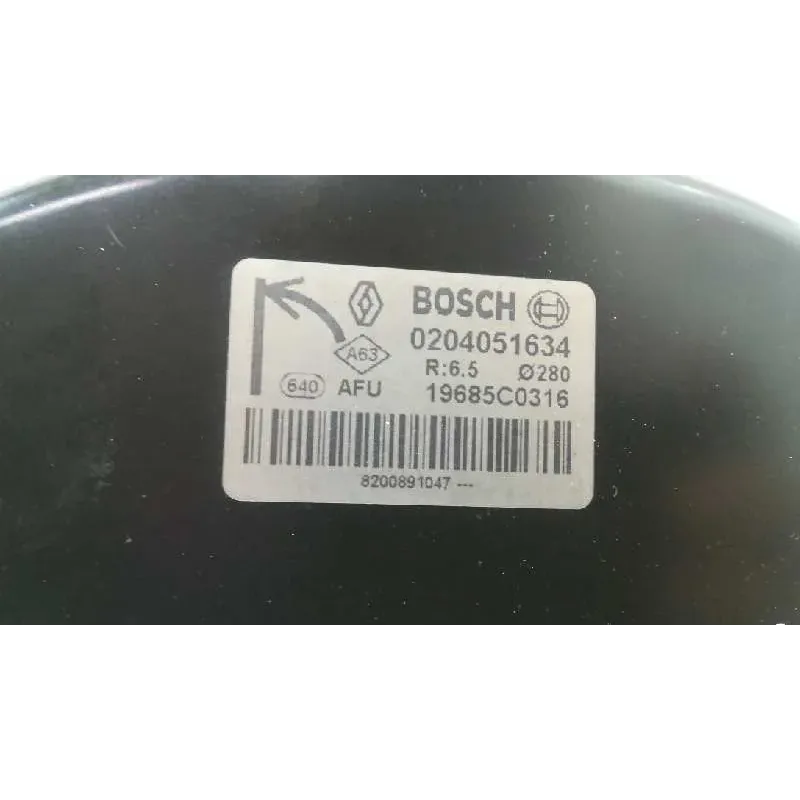 BOSCH
0204051634
A63
R:6.5 Ø280
640 AFU 19685C0316
8200891047 ---